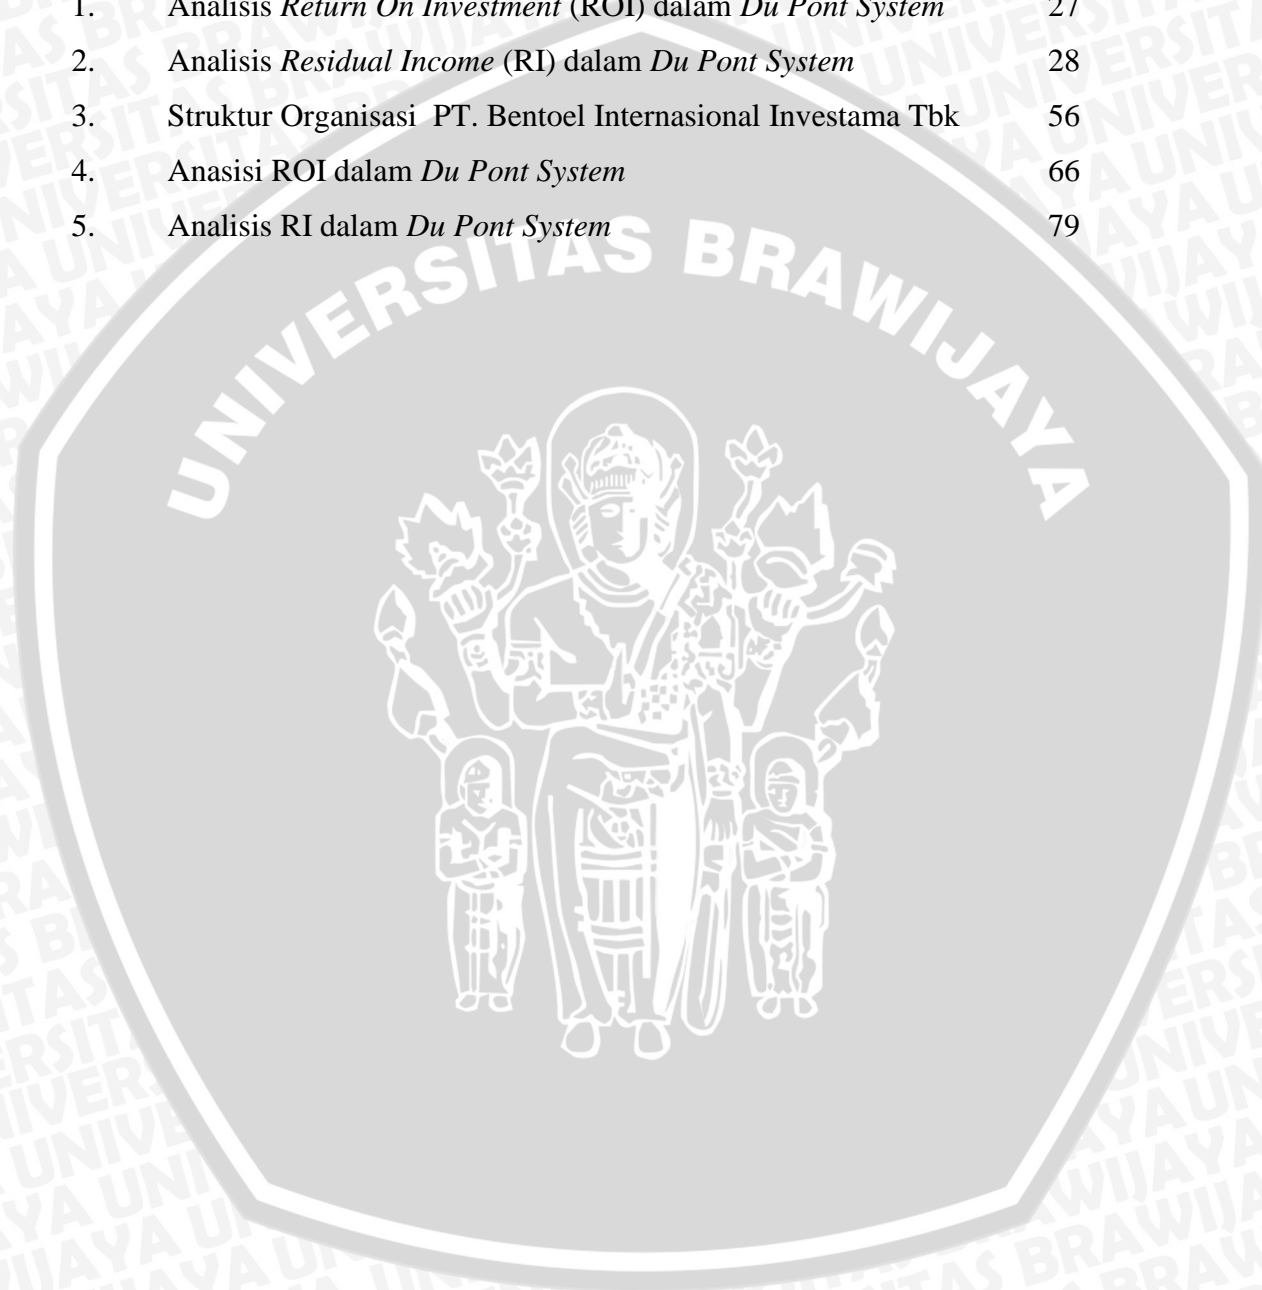 1. Analisis Return On Investment (ROI) dalam Du Pont System 27
2. Analisis Residual Income (RI) dalam Du Pont System 28
3. Struktur Organisasi PT. Bentoel Internasional Investama Tbk 56
4. Anasisi ROI dalam Du Pont System 66
5. Analisis RI dalam Du Pont System 79
UNIVERSITAS BRAWIJAYA